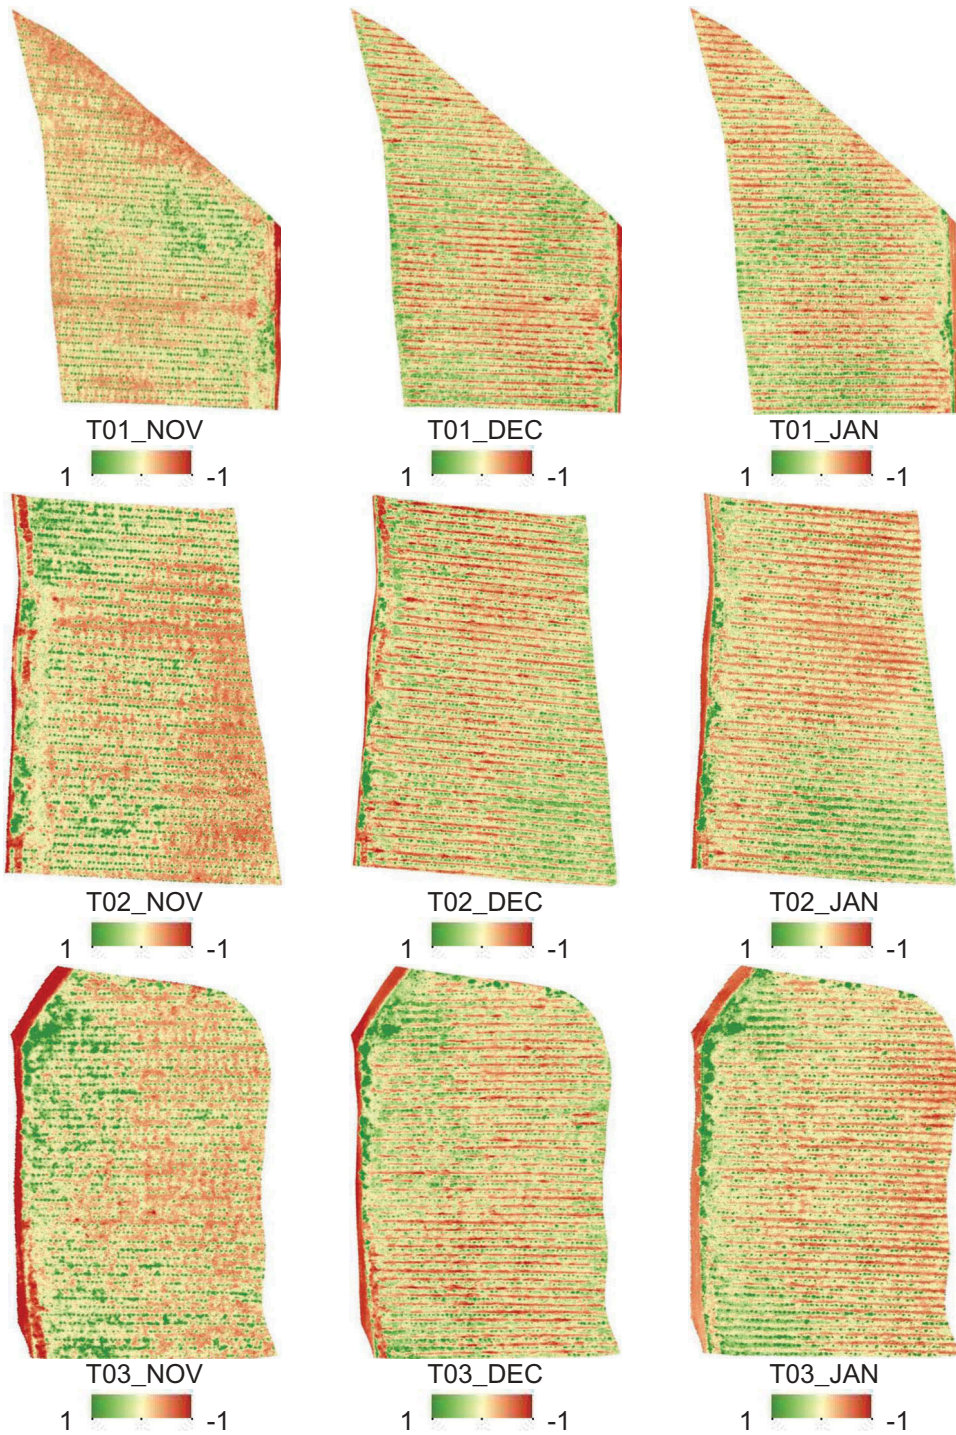 T01_NOV T01_DEC T01_JAN
1 -1 1 -1 1 -1
T02_NOV T02_DEC T02_JAN
1 -1 1 -1 1 -1
T03_NOV T03_DEC T03_JAN
1 -1 1 -1 1 -1